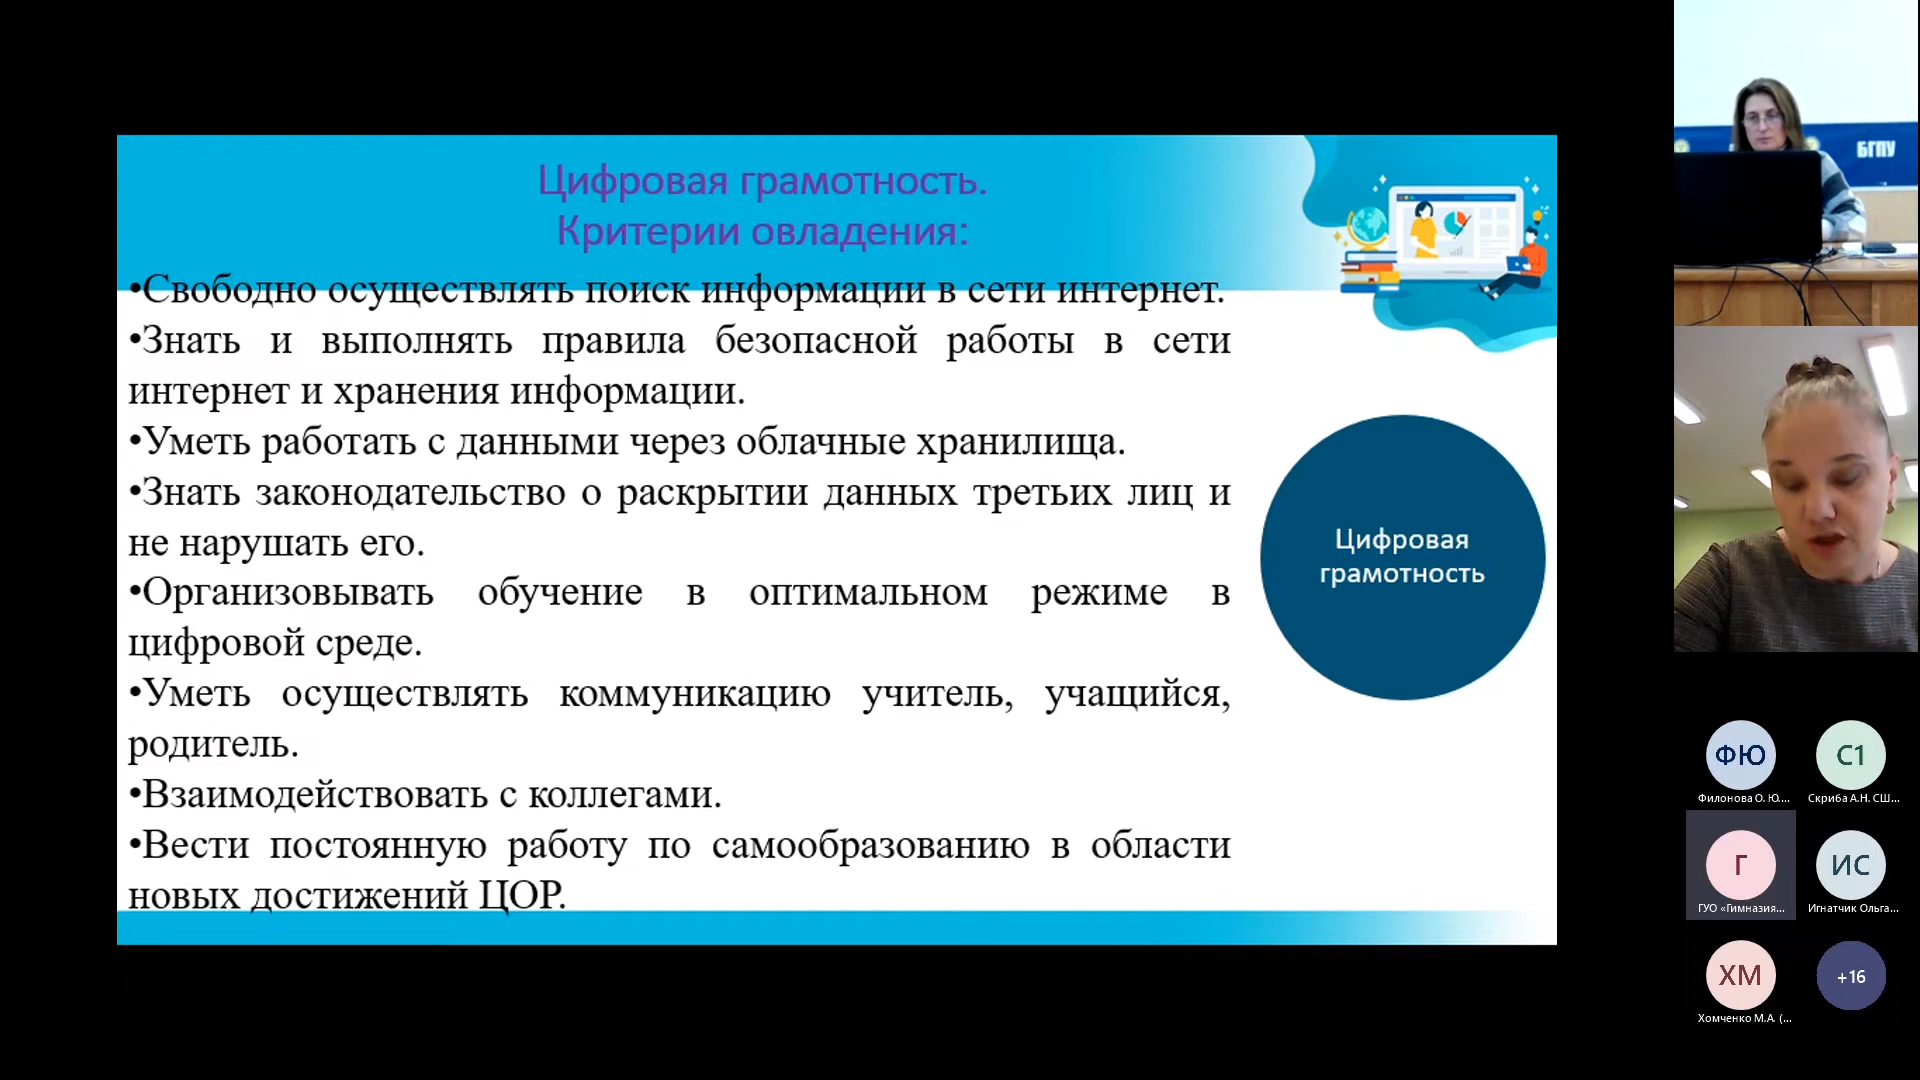 Цифровая грамотность.
Критерии овладения:
•Свободно осуществлять поиск информации в сети интернет.
•Знать и выполнять правила безопасной работы в сети
интернет и хранения информации.
•Уметь работать с данными через облачные хранилища.
•Знать законодательство о раскрытии данных третьих лиц и
не нарушать его.
•Организовывать обучение в оптимальном режиме в
цифровой среде.
•Уметь осуществлять коммуникацию учитель, учащийся,
родитель.
•Взаимодействовать с коллегами.
•Вести постоянную работу по самообразованию в области
новых достижений ЦОР.
Цифровая
грамотность
БГПУ
ФЮ
Филонова О. Ю....
С1
Скриба А.Н. СШ...
Г
ГУО «Гимназия...
ИС
Игнатчик Ольга...
ХМ
Хомченко М.А. (...
+16